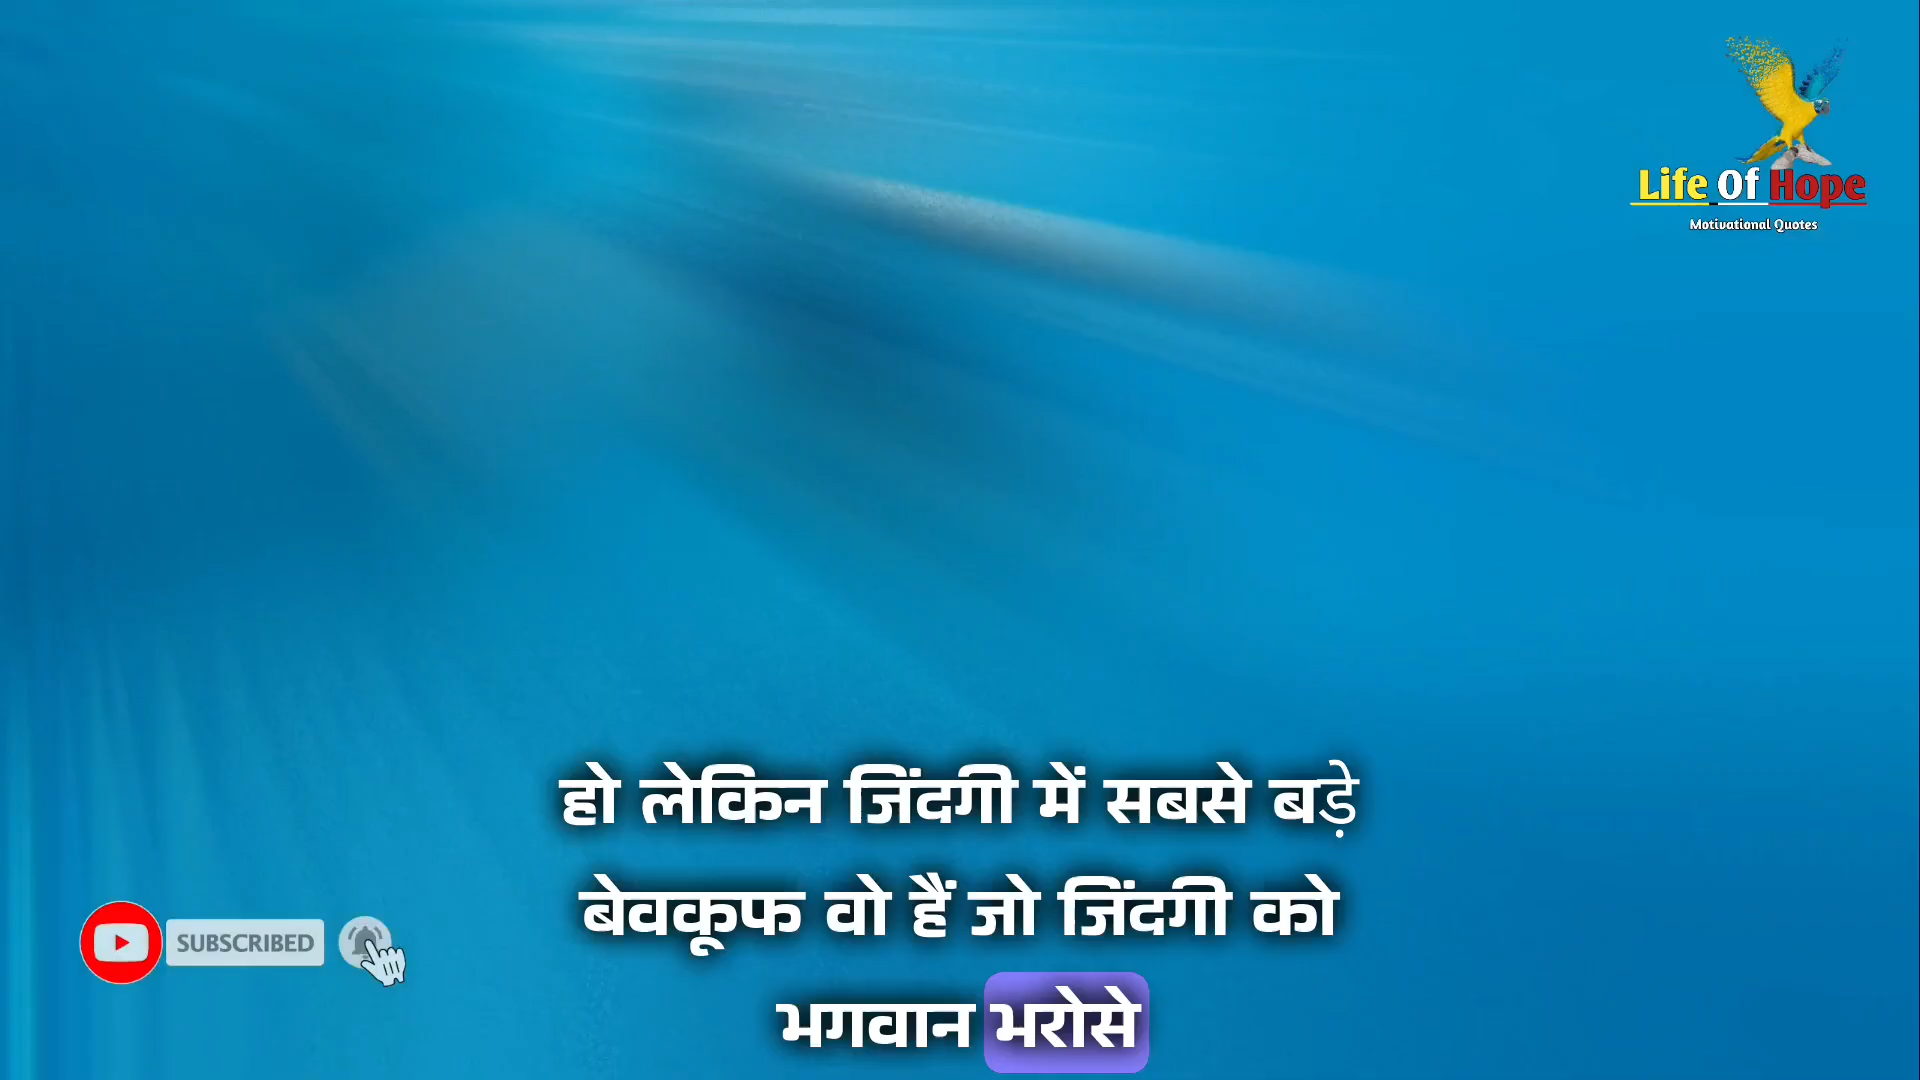 Life Of Hope
Motivational Quotes
हो लेकिन जिंदगी में सबसे बड़े
बेवकूफ वो हैं जो जिंदगी को
भगवान भरोसे
SUBSCRIBED